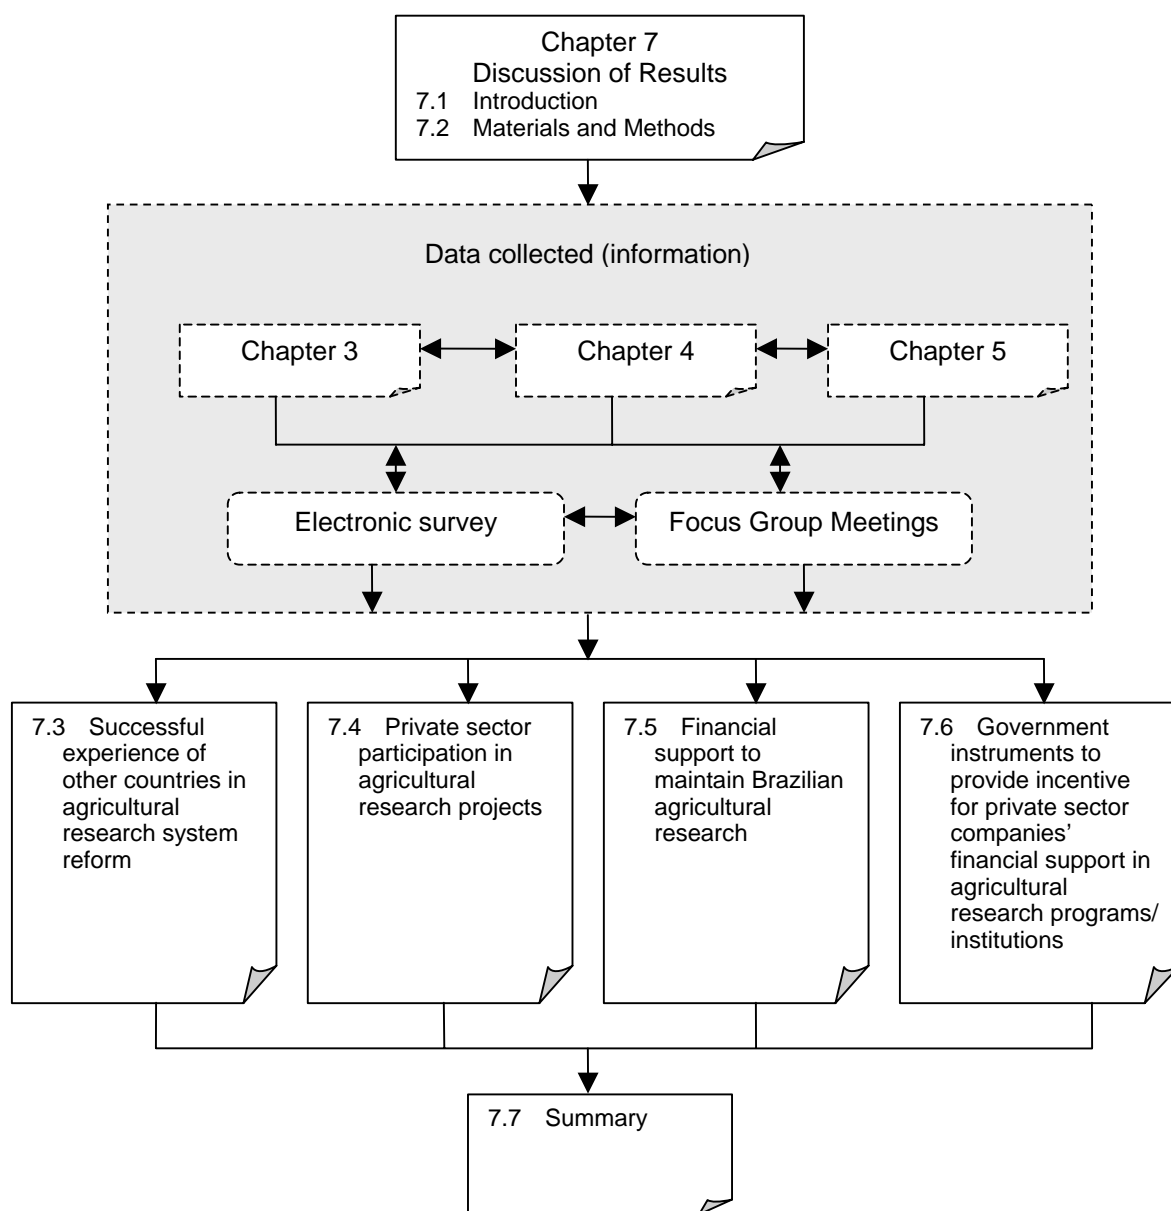 Chapter 7
Discussion of Results
7.1 Introduction
7.2 Materials and Methods
Data collected (information)
Chapter 3
Chapter 4
Chapter 5
Electronic survey
Focus Group Meetings
7.3 Successful
experience of
other countries in
agricultural
research system
reform
7.4 Private sector
participation in
agricultural
research projects
7.5 Financial
support to
maintain Brazilian
agricultural
research
7.6 Government
instruments to
provide incentive
for private sector
companies’
financial support in
agricultural
research programs/
institutions
7.7 Summary